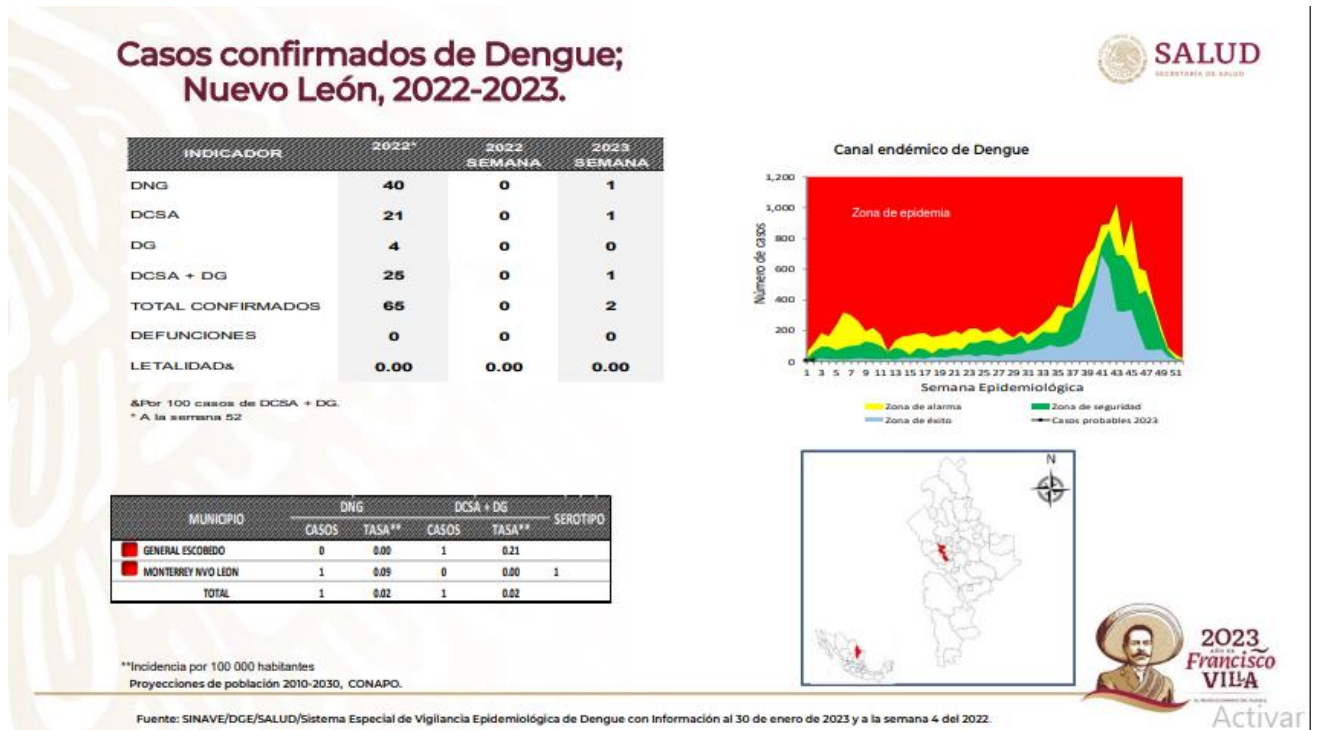 Casos confirmados de Dengue;
Nuevo León, 2022-2023.
SALUD
SECRETARÍA DE SALUD
INDICADOR 2022* 2022 SEMANA 2023 SEMANA
DNG 40 0 1
DCSA 21 0 1
DG 4 0 0
DCSA + DG 25 0 1
TOTAL CONFIRMADOS 65 0 2
DEFUNCIONES 0 0 0
LETALIDAD& 0.00 0.00 0.00
&Por 100 casos de DCSA + DG.
* A la semana 52
Canal endémico de Dengue
Número de casos
1,200
1,000
800
600
400
200
0
Zona de epidemia
1 3 5 7 9 11 13 15 17 19 21 23 25 27 29 31 33 35 37 39 41 43 45 47 49 51
Semana Epidemiológica
Zona de alarma Zona de seguridad
Zona de éxito Casos probables 2023
MUNICIPIO DNG DCSA + DG SEROTIPO
CASOS TASA** CASOS TASA**
GENERAL ESCOBEDO 0 0.00 1 0.21
MONTERREY NVO LEON 1 0.09 0 0.00 1
TOTAL 1 0.02 1 0.02
N
**Incidencia por 100 000 habitantes
Proyecciones de población 2010-2030, CONAPO.
2023
AÑO DE
Francisco
VILLA
Fuente: SINAVE/DGE/SALUD/Sistema Especial de Vigilancia Epidemiológica de Dengue con Información al 30 de enero de 2023 y a la semana 4 del 2022.
Activar